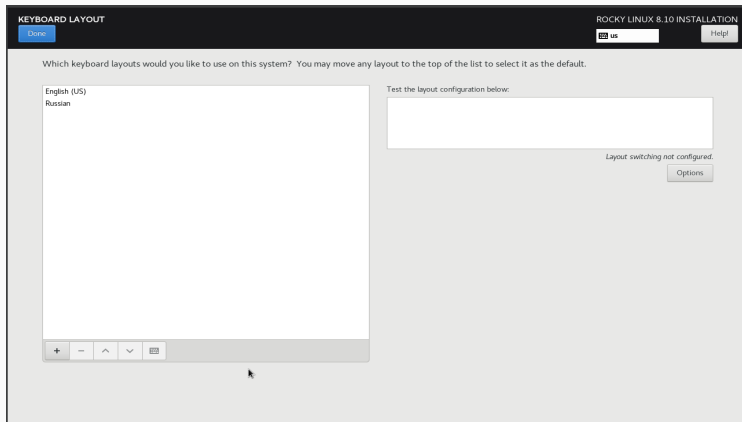 KEYBOARD LAYOUT
ROCKY LINUX 8.10 INSTALLATION
Done
us
Help!
Which keyboard layouts would you like to use on this system? You may move any layout to the top of the list to select it as the default.
English (US)
Russian
Test the layout configuration below:
Layout switching not configured.
Options